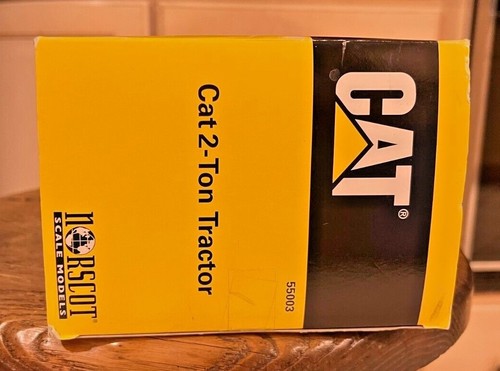 CAT®
55003
Cat 2-Ton Tractor
NORSCOT®
SCALE MODELS